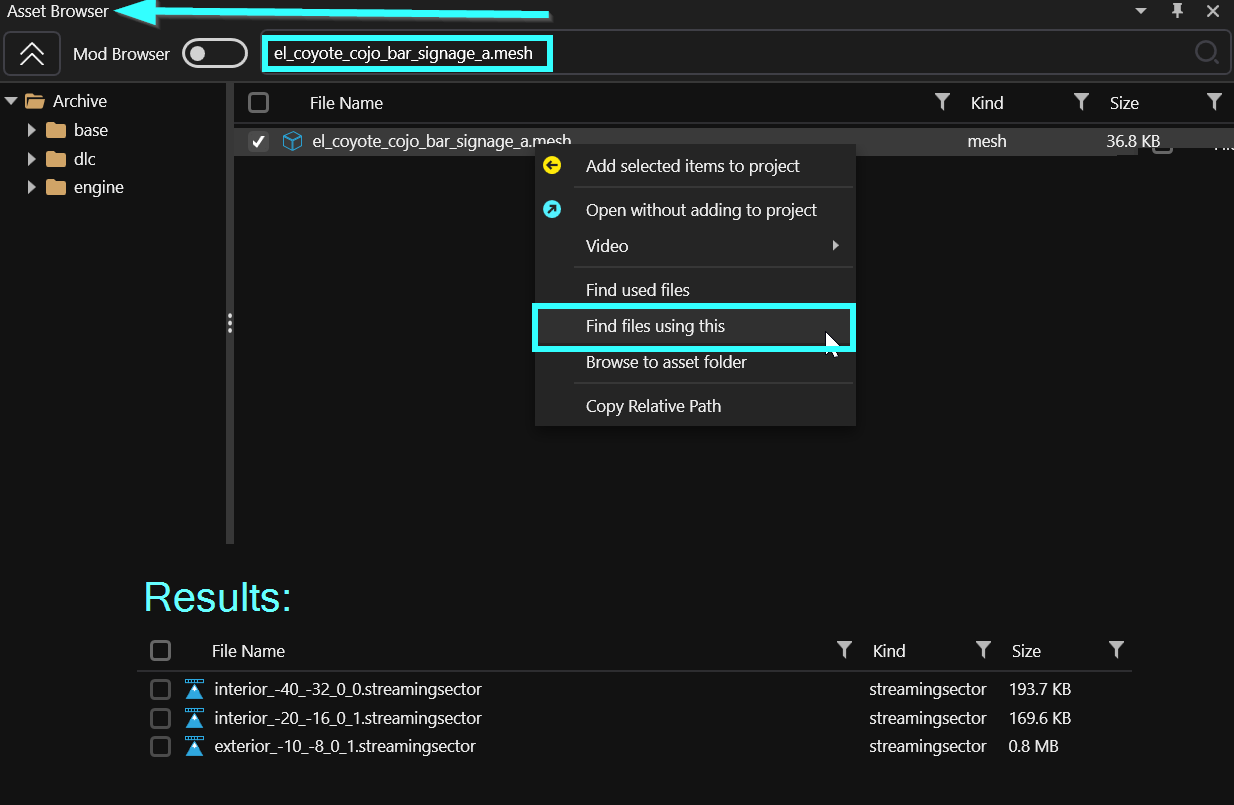 Asset Browser
Mod Browser
el_coyote_cojo_bar_signage_a.mesh
Archive
base
dlc
engine
File Name Kind Size
el_coyote_cojo_bar_signage_a.mesh mesh 36.8 KB
Add selected items to project
Open without adding to project
Video
Find used files
Find files using this
Browse to asset folder
Copy Relative Path
Results:
File Name Kind Size
interior_-40_-32_0_0.streamingsector streamingsector 193.7 KB
interior_-20_-16_0_1.streamingsector streamingsector 169.6 KB
exterior_-10_-8_0_1.streamingsector streamingsector 0.8 MB